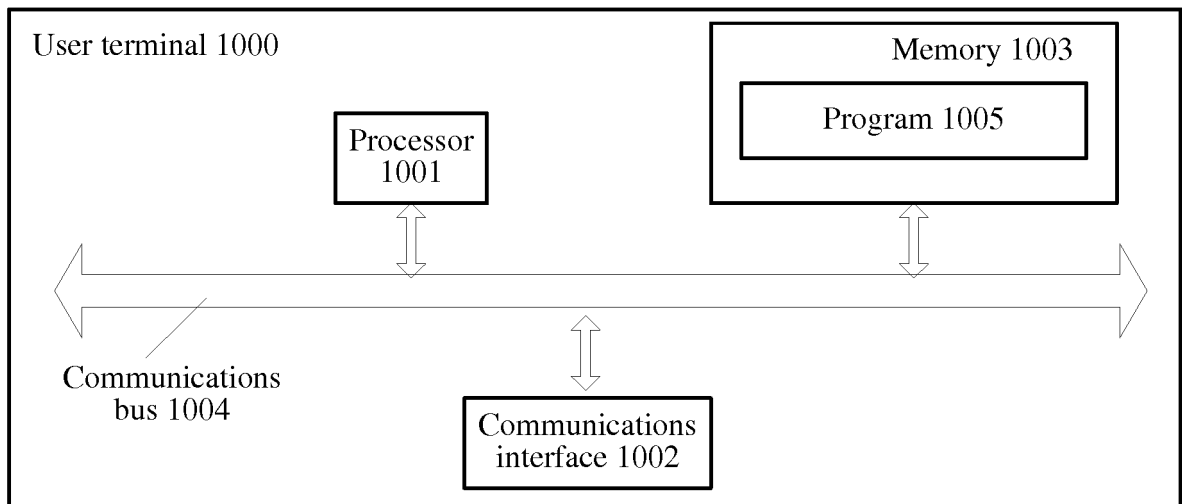 User terminal 1000
Memory 1003
Program 1005
Processor
1001
Communications
bus 1004
Communications
interface 1002